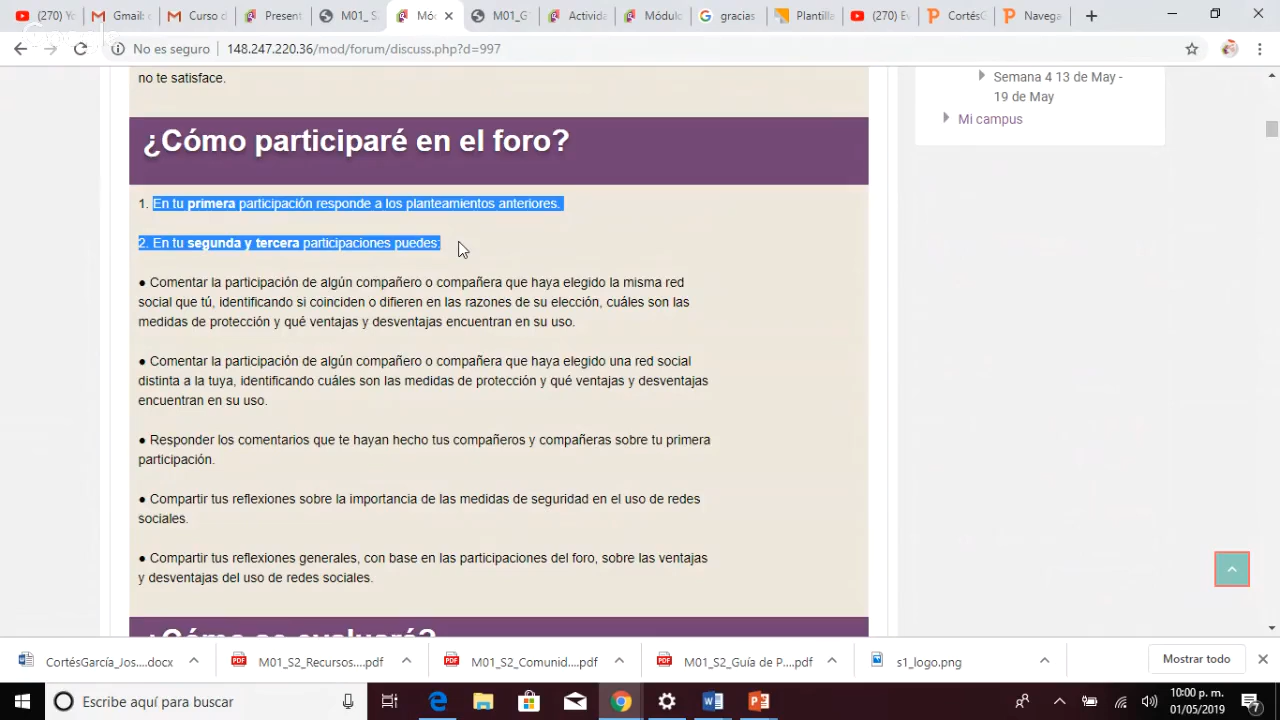 (270) Yo
Gmail: 
Curso d
Present
M01_ S
Mód
M01_G
Activida
Módulo
gracias
Plantilla
(270) Ev
CortésG
Navega
No es seguro
148.247.220.36/mod/forum/discuss.php?d=997
no te satisface.
Semana 4 13 de May -
19 de May
Mi campus
¿Cómo participaré en el foro?
1. En tu primera participación responde a los planteamientos anteriores.
2. En tu segunda y tercera participaciones puedes:
● Comentar la participación de algún compañero o compañera que haya elegido la misma red
social que tú, identificando si coinciden o difieren en las razones de su elección, cuáles son las
medidas de protección y qué ventajas y desventajas encuentran en su uso.
● Comentar la participación de algún compañero o compañera que haya elegido una red social
distinta a la tuya, identificando cuáles son las medidas de protección y qué ventajas y desventajas
encuentran en su uso.
● Responder los comentarios que te hayan hecho tus compañeros y compañeras sobre tu primera
participación.
● Compartir tus reflexiones sobre la importancia de las medidas de seguridad en el uso de redes
sociales.
● Compartir tus reflexiones generales, con base en las participaciones del foro, sobre las ventajas
y desventajas del uso de redes sociales.
¿Cómo se evaluará?
CortésGarcía_Jos....docx
M01_S2_Recursos....pdf
M01_S2_Comunid....pdf
M01_S2_Guía de P....pdf
s1_logo.png
Mostrar todo
Escribe aquí para buscar
10:00 p. m.
01/05/2019
7